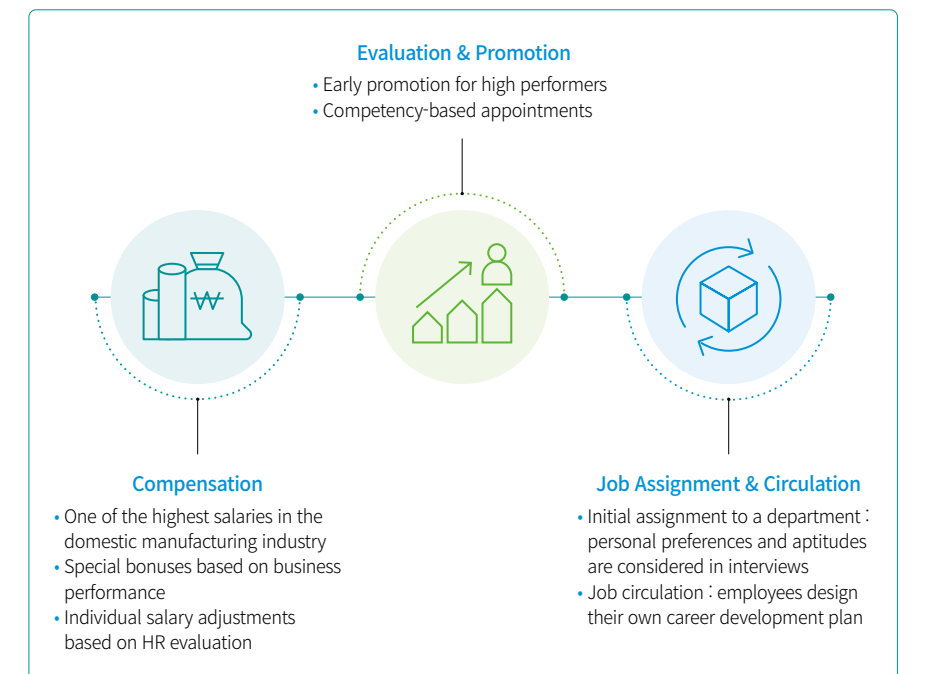 Evaluation & Promotion
• Early promotion for high performers
• Competency-based appointments
₩
Compensation
• One of the highest salaries in the
domestic manufacturing industry
• Special bonuses based on business
performance
• Individual salary adjustments
based on HR evaluation
Job Assignment & Circulation
• Initial assignment to a department :
personal preferences and aptitudes
are considered in interviews
• Job circulation : employees design
their own career development plan